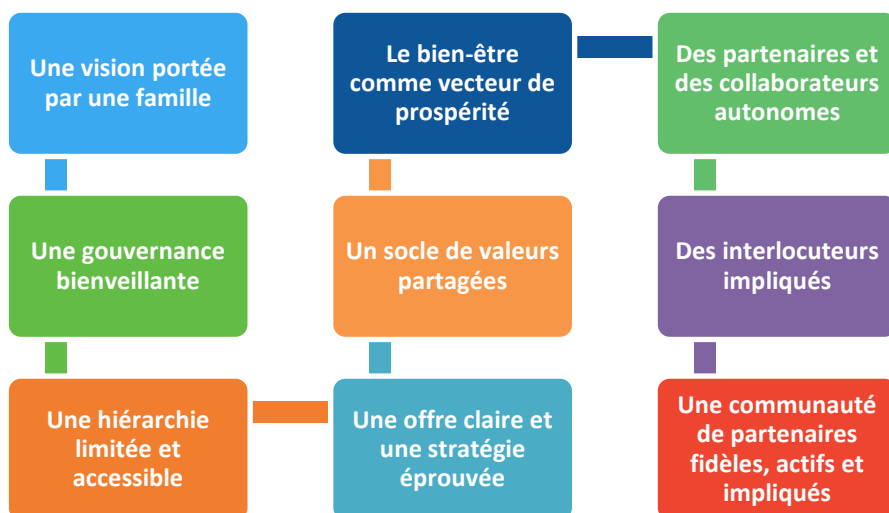 Une vision portée
par une famille
Une gouvernance
bienveillante
Une hiérarchie
limitée et
accessible
Une offre claire et
une stratégie
éprouvée
Un socle de valeurs
partagées
Le bien-être
comme vecteur de
prospérité
Des partenaires et
des collaborateurs
autonomes
Des interlocuteurs
impliqués
Une communauté
de partenaires
fidèles, actifs et
impliqués